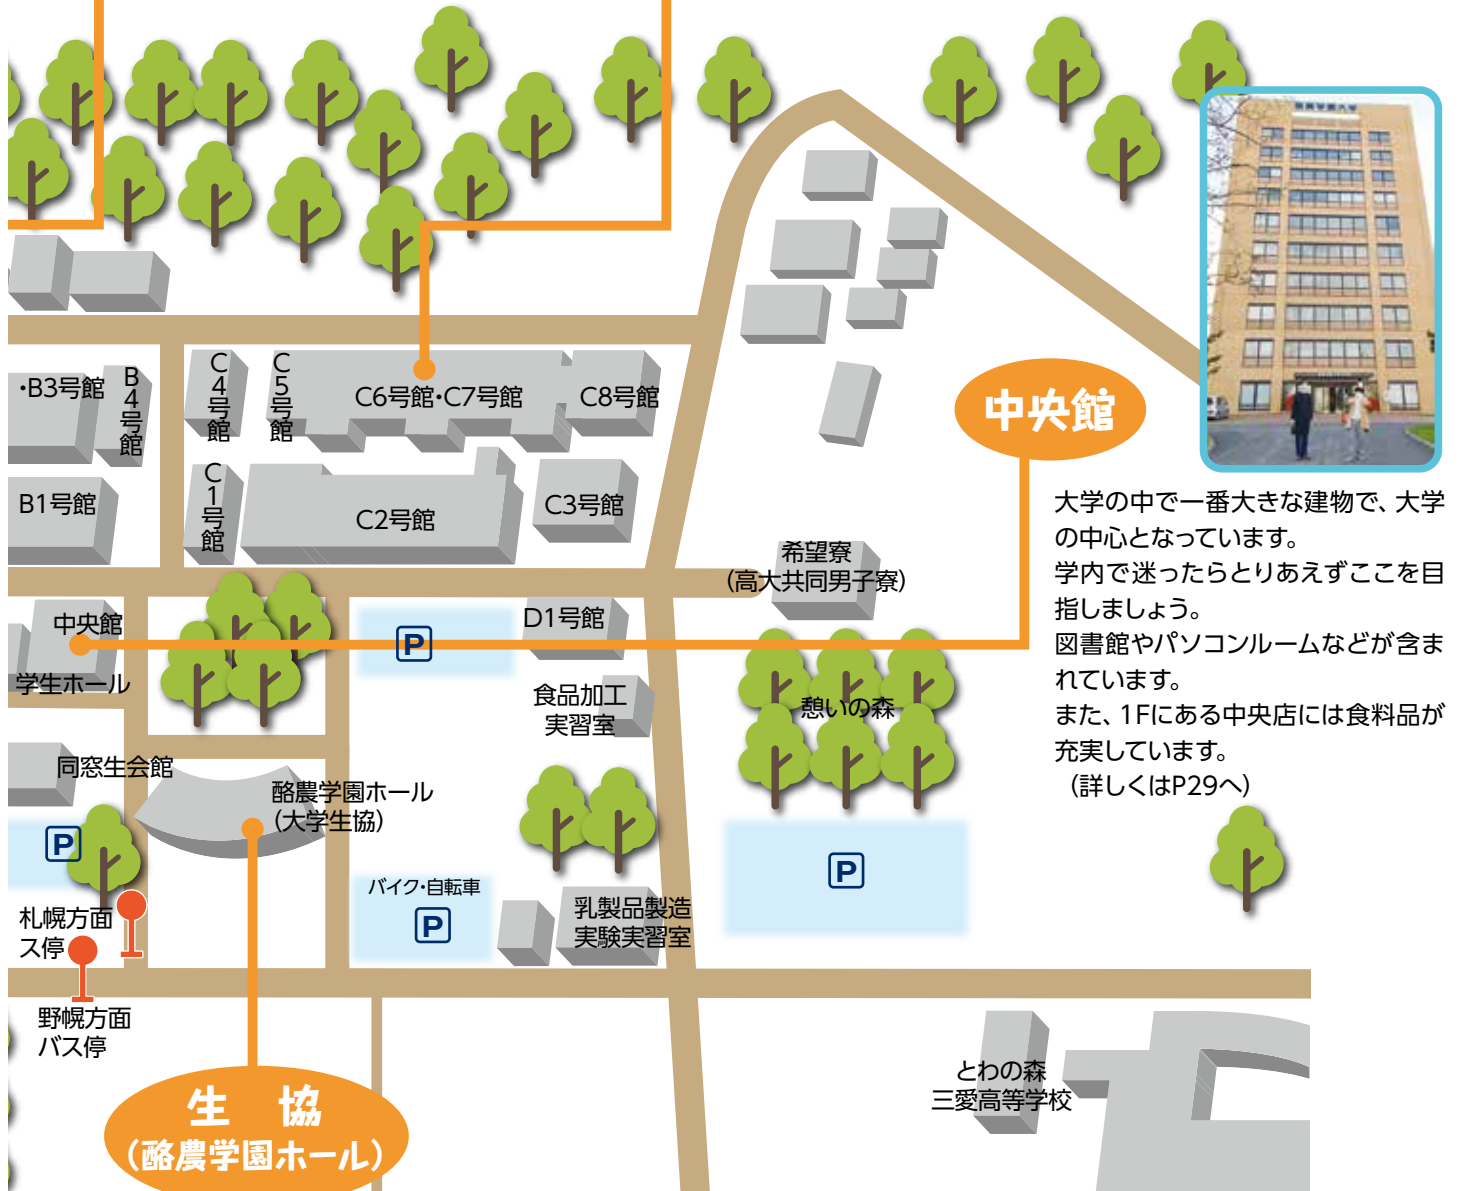 酪農学園大学
・B3号館
B4号館
C4号館
C5号館
C6号館・C7号館
C8号館
中央館
B1号館
C1号館
C2号館
C3号館
大学の中で一番大きな建物で、大学
の中心となっています。
学内で迷ったらとりあえずここを目
指しましょう。
図書館やパソコンルームなどが含ま
れています。
また、1Fにある中央店には食料品が
充実しています。
（詳しくはP29へ）
希望寮
（高大共同男子寮）
中央館
学生ホール
P
D1号館
食品加工
実習室
憩いの森
同窓生会館
酪農学園ホール
（大学生協）
P
P
バイク・自転車
P
乳製品製造
実験実習室
札幌方面
ス停
野幌方面
バス停
とわの森
三愛高等学校
生 協
（酪農学園ホール）